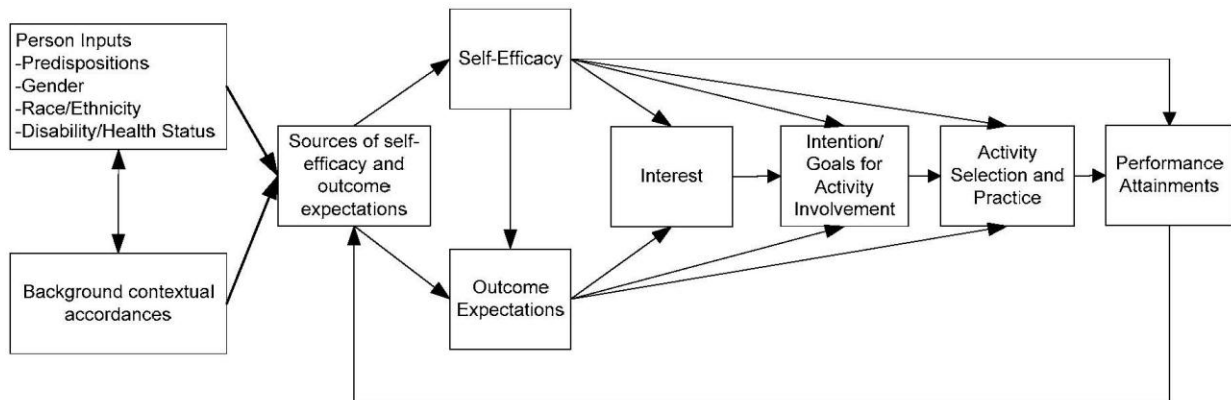 Person Inputs
-Predispositions
-Gender
-Race/Ethnicity
-Disability/Health Status
Background contextual
accordances
Sources of self-
efficacy and
outcome
expectations
Self-Efficacy
Outcome
Expectations
Interest
Intention/
Goals for
Activity
Involvement
Activity
Selection and
Practice
Performance
Attainments